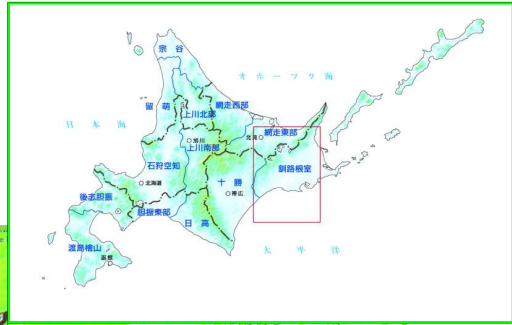 宗谷
オホーツク海
留萌
上川北部
網走西部
日本海
旭川
北見
網走東部
上川南部
石狩空知
釧路根室
北海道
十勝
帯広
後志胆振
胆振東部
日高
渡島檜山
函館
太平洋